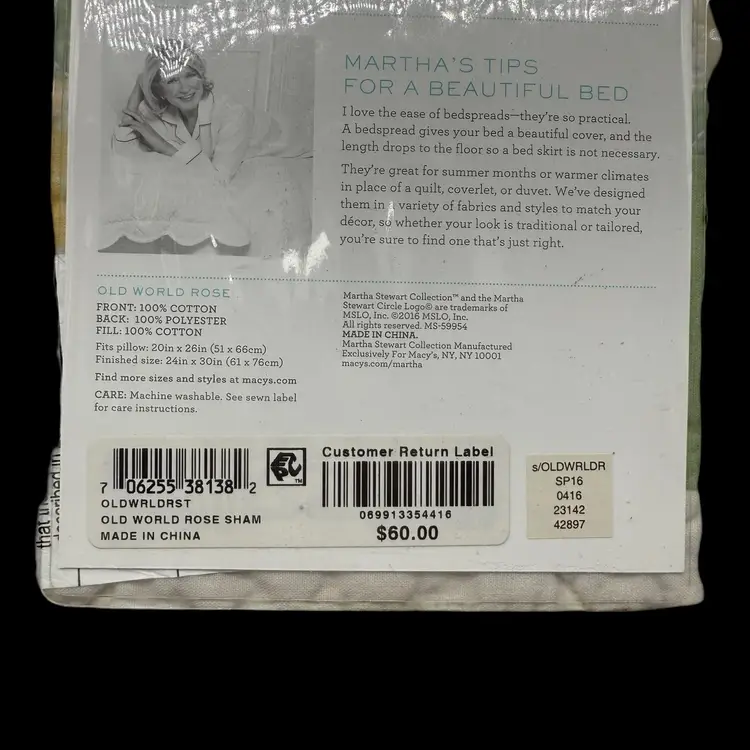 MARTHA'S TIPS
FOR A BEAUTIFUL BED
I love the ease of bedspreads—they're so practical.
A bedspread gives your bed a beautiful cover, and the
length drops to the floor so a bed skirt is not necessary.
They're great for summer months or warmer climates
in place of a quilt, coverlet, or duvet. We've designed
them in a variety of fabrics and styles to match your
décor, so whether your look is traditional or tailored,
you're sure to find one that's just right.
OLD WORLD ROSE
FRONT: 100% COTTON
BACK: 100% POLYESTER
FILL: 100% COTTON
Fits pillow: 20in x 26in (51 x 66cm)
Finished size: 24in x 30in (61 x 76cm)
Find more sizes and styles at macys.com
CARE: Machine washable. See sewn label
for care instructions.
Martha Stewart Collection™ and the Martha
Stewart Circle Logo© are trademarks of
MSLO, Inc. ©2016 MSLO, Inc.
All rights reserved. MS-59954
MADE IN CHINA.
Martha Stewart Collection Manufactured
Exclusively For Macy's, NY, NY 10001
macys.com/martha
7 06255 38138 2
OLDWRLDRST
OLD WORLD ROSE SHAM
MADE IN CHINA
EPC™
Customer Return Label
069913354416
$60.00
s/OLDWRLDR
SP16
0416
23142
42897
that
described in